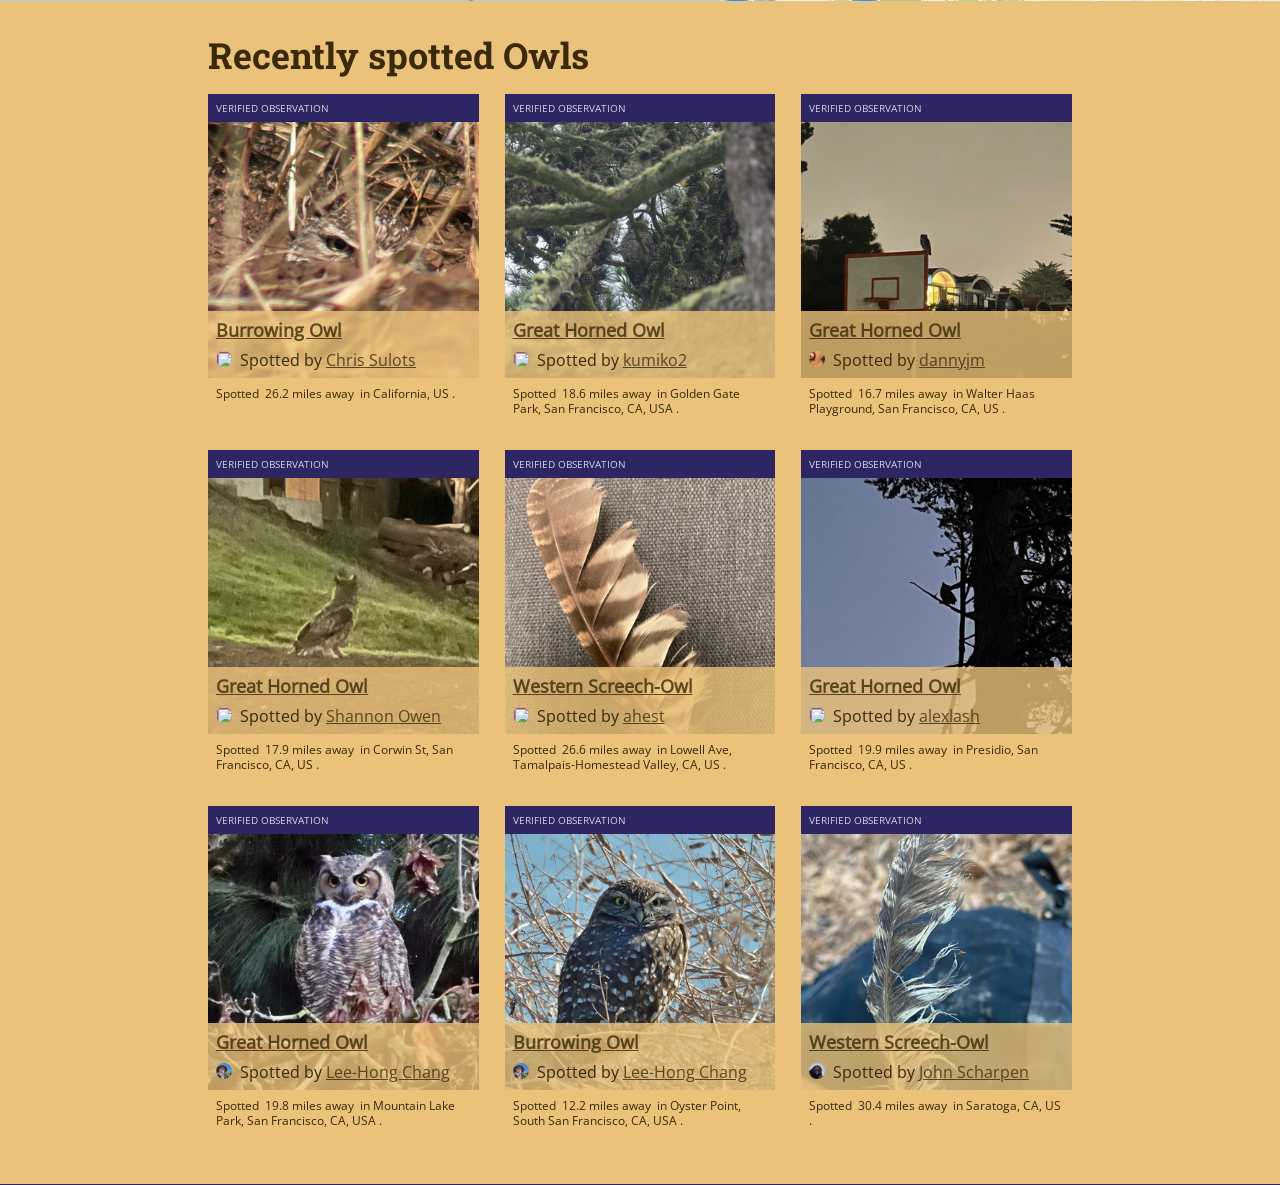 Recently spotted Owls
VERIFIED OBSERVATION
Burrowing Owl
Spotted by Chris Sulots
Spotted 26.2 miles away in California, US .
VERIFIED OBSERVATION
Great Horned Owl
Spotted by kumiko2
Spotted 18.6 miles away in Golden Gate
Park, San Francisco, CA, USA .
VERIFIED OBSERVATION
Great Horned Owl
Spotted by dannyjm
Spotted 16.7 miles away in Walter Haas
Playground, San Francisco, CA, US .
VERIFIED OBSERVATION
Great Horned Owl
Spotted by Shannon Owen
Spotted 17.9 miles away in Corwin St, San
Francisco, CA, US .
VERIFIED OBSERVATION
Western Screech-Owl
Spotted by ahest
Spotted 26.6 miles away in Lowell Ave,
Tamalpais-Homestead Valley, CA, US .
VERIFIED OBSERVATION
Great Horned Owl
Spotted by alexlash
Spotted 19.9 miles away in Presidio, San
Francisco, CA, US .
VERIFIED OBSERVATION
Great Horned Owl
Spotted by Lee-Hong Chang
Spotted 19.8 miles away in Mountain Lake
Park, San Francisco, CA, USA .
VERIFIED OBSERVATION
Burrowing Owl
Spotted by Lee-Hong Chang
Spotted 12.2 miles away in Oyster Point,
South San Francisco, CA, USA .
VERIFIED OBSERVATION
Western Screech-Owl
Spotted by John Scharpen
Spotted 30.4 miles away in Saratoga, CA, US
.